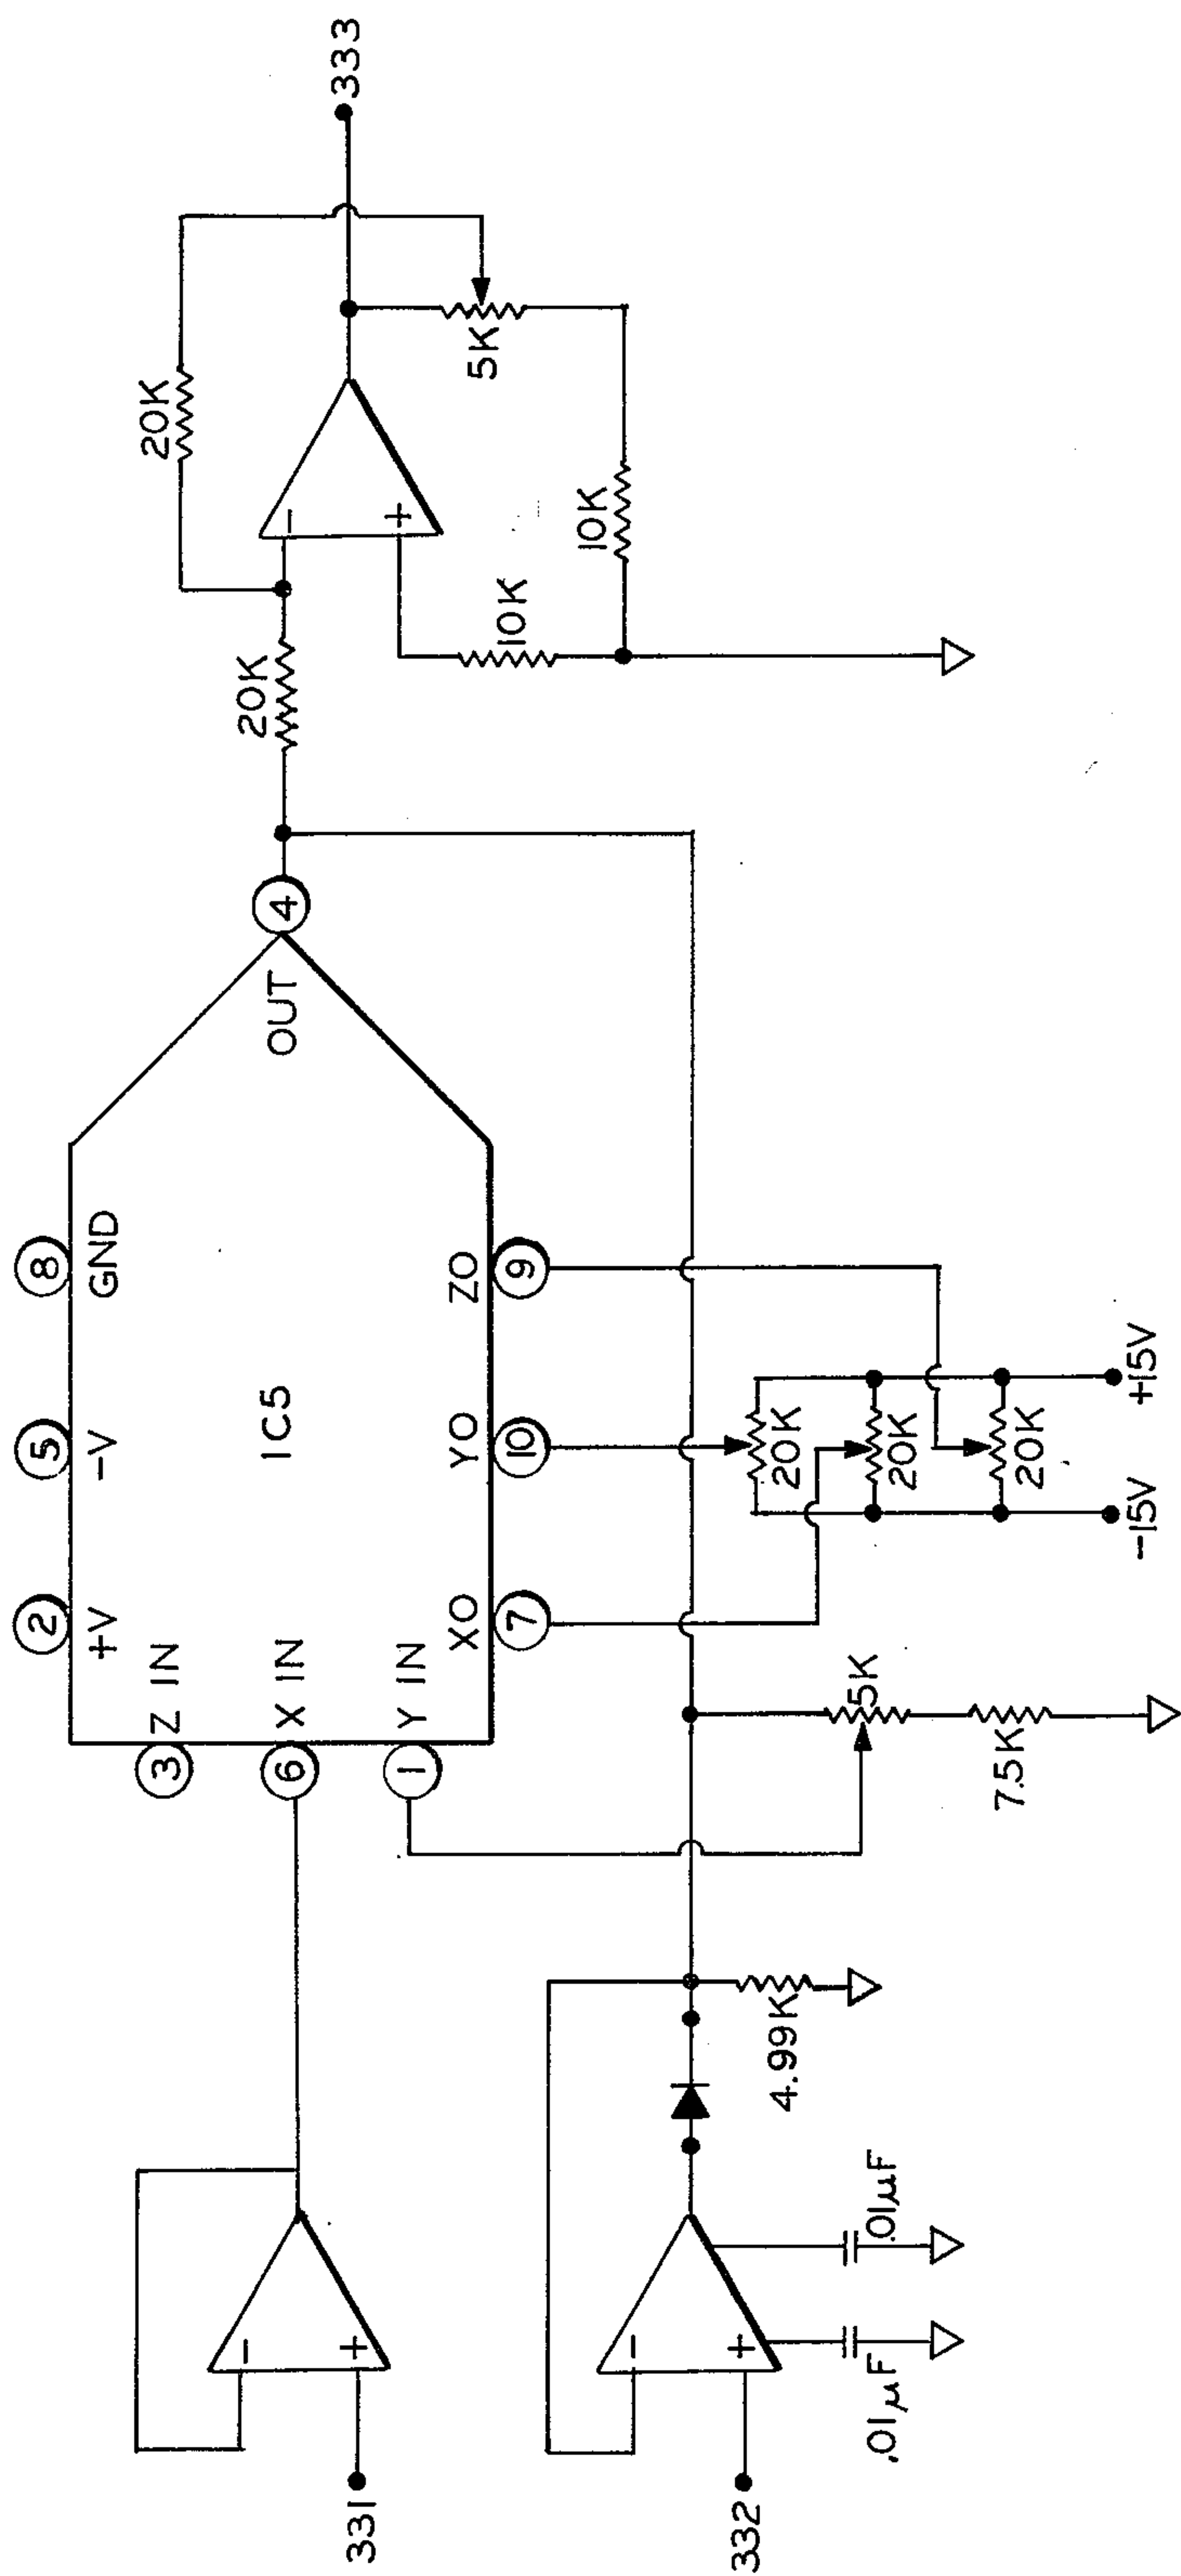 331
332
-
+
-
+
.01µF
.01µF
4.99K
3
Z IN
6
X IN
1
Y IN
2
+V
5
-V
8
GND
IC5
XO
7
YO
10
ZO
9
OUT
4
5K
7.5K
20K
20K
20K
-15V
+15V
20K
20K
-
+
10K
10K
5K
333